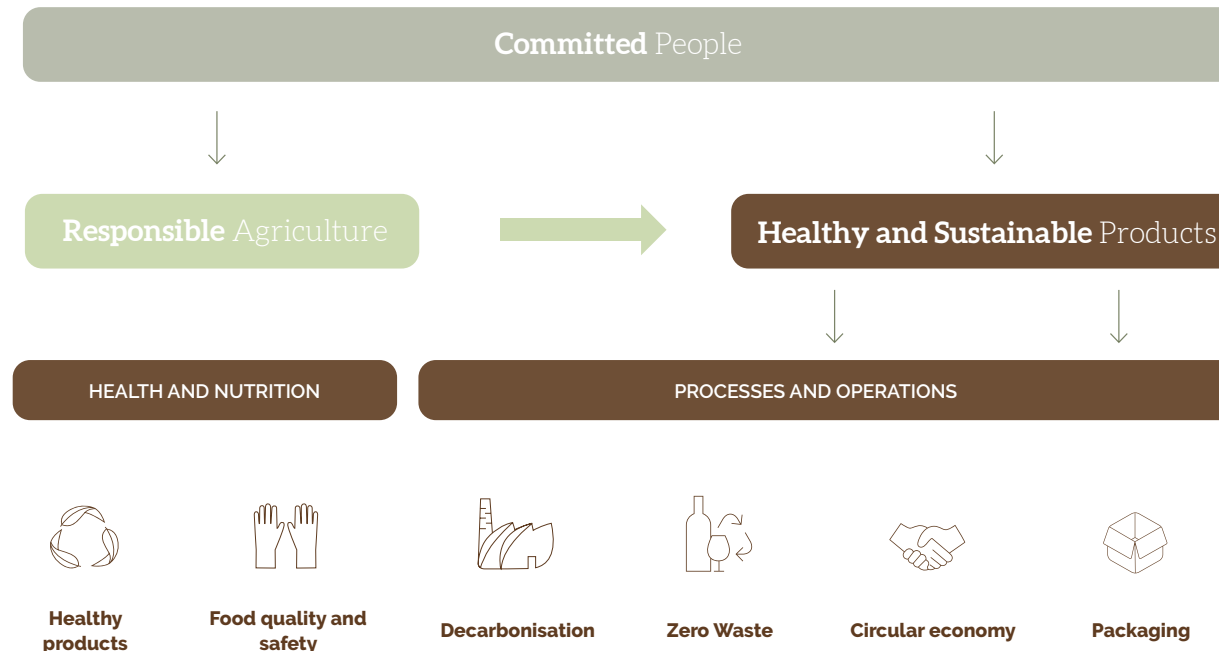 Committed People
Responsible Agriculture
Healthy and Sustainable Products
HEALTH AND NUTRITION
PROCESSES AND OPERATIONS
Healthy
products
Food quality and
safety
Decarbonisation
Zero Waste
Circular economy
Packaging